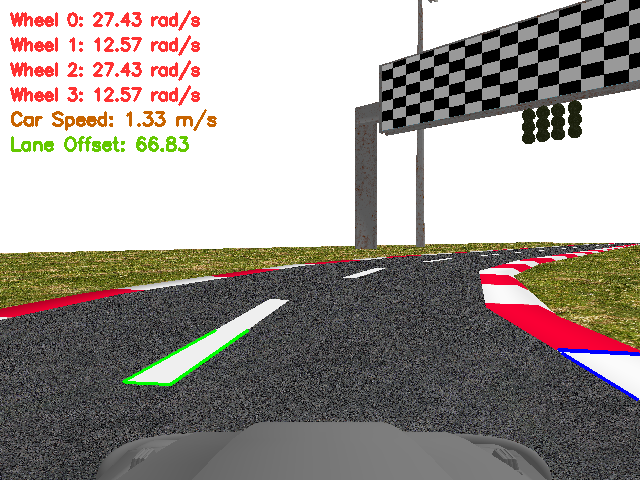 Wheel 0: 27.43 rad/s
Wheel 1: 12.57 rad/s
Wheel 2: 27.43 rad/s
Wheel 3: 12.57 rad/s
Car Speed: 1.33 m/s
Lane Offset: 66.83